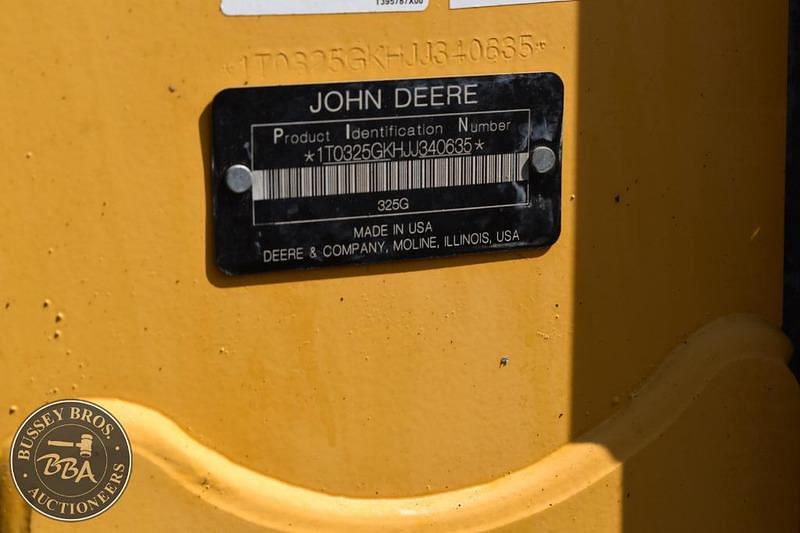 1395787X00
*1T0325GKHJJ340635*
JOHN DEERE
Product Identification Number
*1T0325GKHJJ340635*
325G
MADE IN USA
DEERE & COMPANY, MOLINE, ILLINOIS, USA
BUSSEY BROS.
BBA
AUCTIONEERS